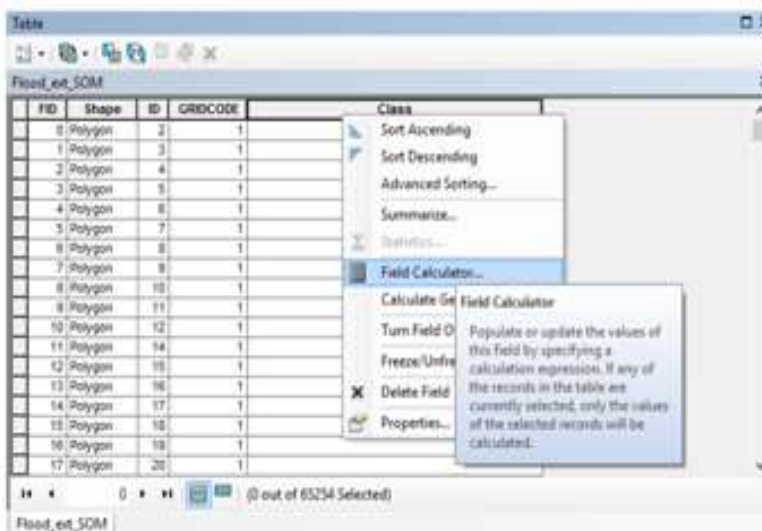 Table
Flood_ext_SOM
FID Shape ID GRIDCODE Class
0 Polygon 2 1
1 Polygon 3 1
2 Polygon 4 1
3 Polygon 5 1
4 Polygon 6 1
5 Polygon 7 1
6 Polygon 8 1
7 Polygon 9 1
8 Polygon 10 1
9 Polygon 11 1
10 Polygon 12 1
11 Polygon 14 1
12 Polygon 15 1
13 Polygon 16 1
14 Polygon 17 1
15 Polygon 18 1
16 Polygon 19 1
17 Polygon 20 1
Sort Ascending
Sort Descending
Advanced Sorting...
Summarize...
Statistics...
Field Calculator...
Calculate Ge
Turn Field O
Freeze/Unfre
Delete Field
Properties...
Field Calculator
Populate or update the values of
this field by specifying a
calculation expression. If any of
the records in the table are
currently selected, only the values
of the selected records will be
calculated.
0 (0 out of 65254 Selected)
Flood_ext_SOM